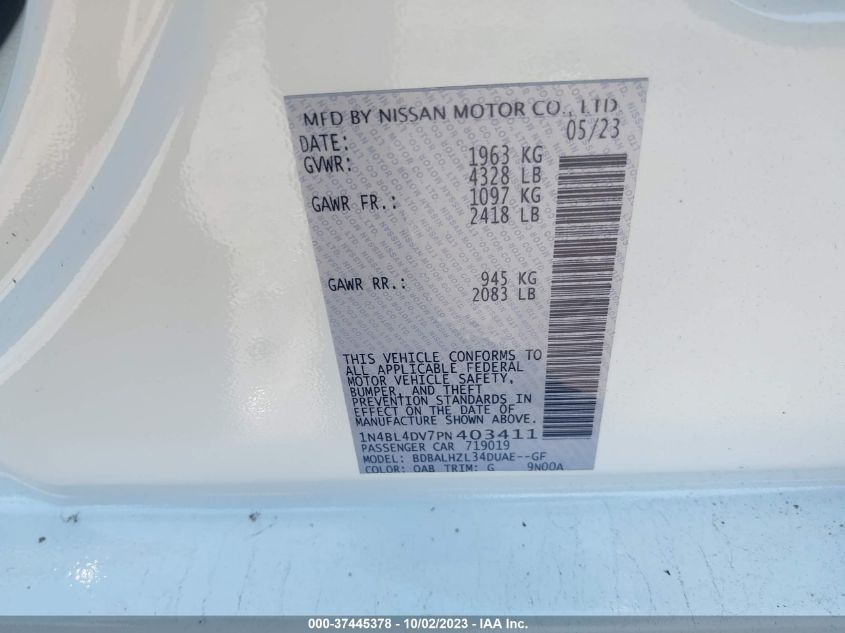 MFD BY NISSAN MOTOR CO., LTD.
DATE: 05/23
GVWR: 1963 KG
4328 LB
GAWR FR.: 1097 KG
2418 LB
GAWR RR.: 945 KG
2083 LB
THIS VEHICLE CONFORMS TO
ALL APPLICABLE FEDERAL
MOTOR VEHICLE SAFETY,
BUMPER, AND THEFT
PREVENTION STANDARDS IN
EFFECT ON THE DATE OF
MANUFACTURE SHOWN ABOVE.
1N4BL4DV7PN403411
PASSENGER CAR 719019
MODEL: BDBALHZL34DUAE--GF
COLOR: QAB TRIM: G 9N00A
000-37445378 - 10/02/2023 - IAA Inc.